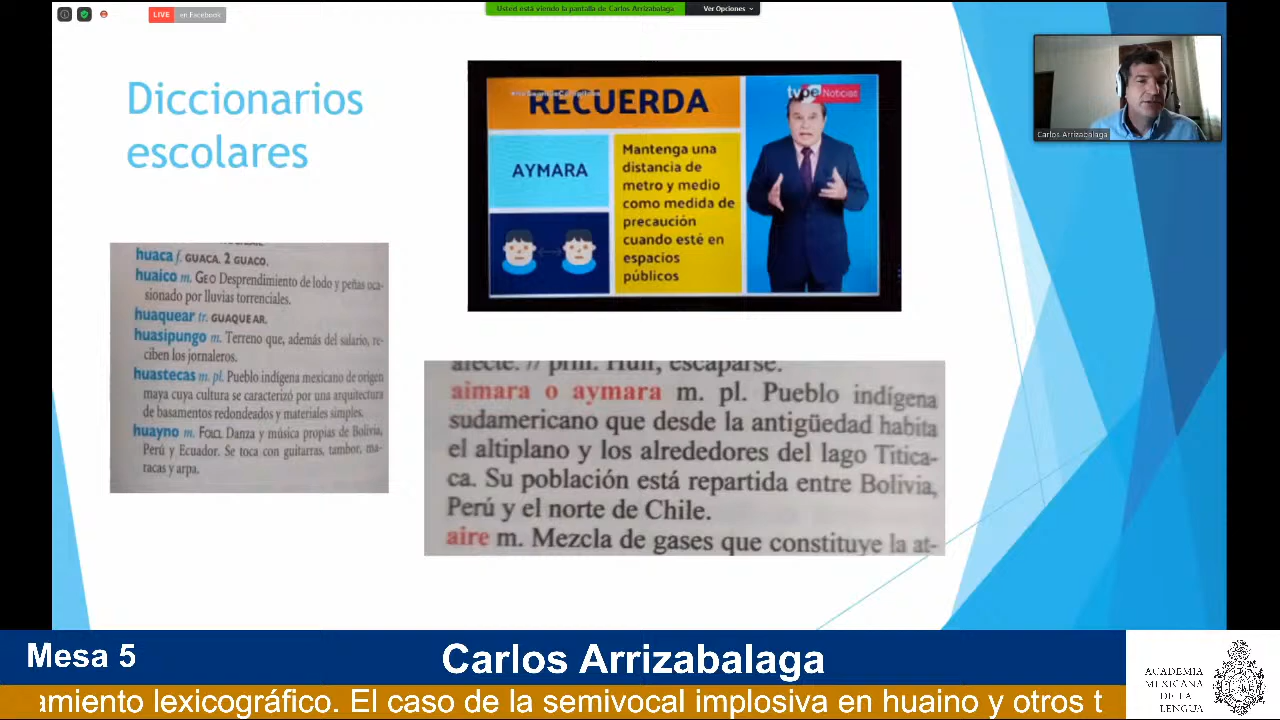 LIVE en Facebook
Usted está viendo la pantalla de Carlos Arrizabalaga
Ver Opciones
Diccionarios
escolares
RECUERDA
tvpe Noticias
AYMARA
Mantenga una
distancia de
metro y medio
como medida de
precaución
cuando esté en
espacios
públicos
Carlos Arrizabalaga
huaca f. GUACA. 2 GUACO.
huaico m. GEO Desprendimiento de lodo y peñas oca-
sionado por lluvias torrenciales.
huaquear tr. GUAQUEAR.
huasipungo m. Terreno que, además del salario, re-
ciben los jornaleros.
huastecas m. pl. Pueblo indígena mexicano de origen
maya cuya cultura se caracterizó por una arquitectura
de basamentos redondeados y materiales simples.
huayno m. FOLCL Danza y música propias de Bolivia,
Perú y Ecuador. Se toca con guitarras, tambor, ma-
racas y arpa.
afecte. // prnl. Huir, escaparse.
aimara o aymara m. pl. Pueblo indígena
sudamericano que desde la antigüedad habita
el altiplano y los alrededores del lago Titica-
ca. Su población está repartida entre Bolivia,
Perú y el norte de Chile.
aire m. Mezcla de gases que constituye la at-
Mesa 5
Carlos Arrizabalaga
amiento lexicográfico. El caso de la semivocal implosiva en huaino y otros t
ACADEMIA
MEXICANA
DE LA
LENGUA